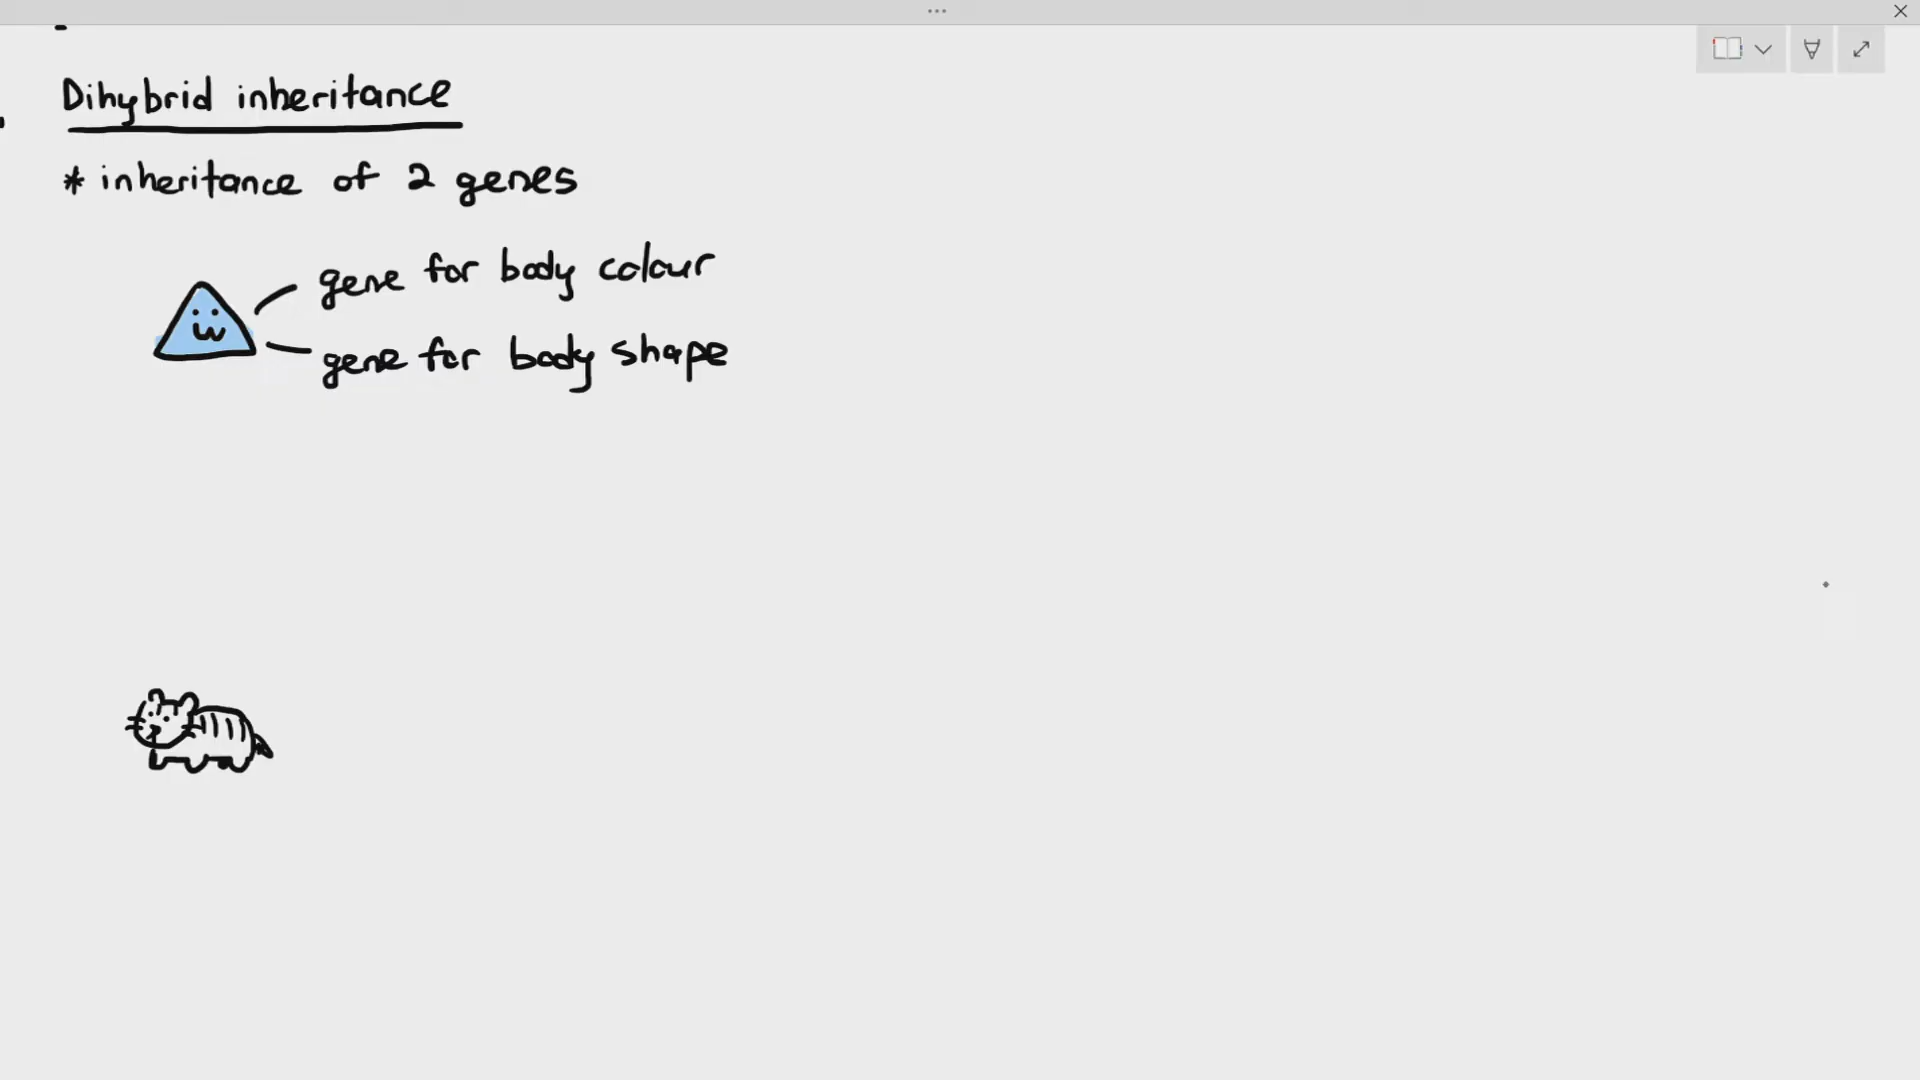 Dihybrid inheritance
* inheritance of 2 genes
gene for body colour
gene for body shape